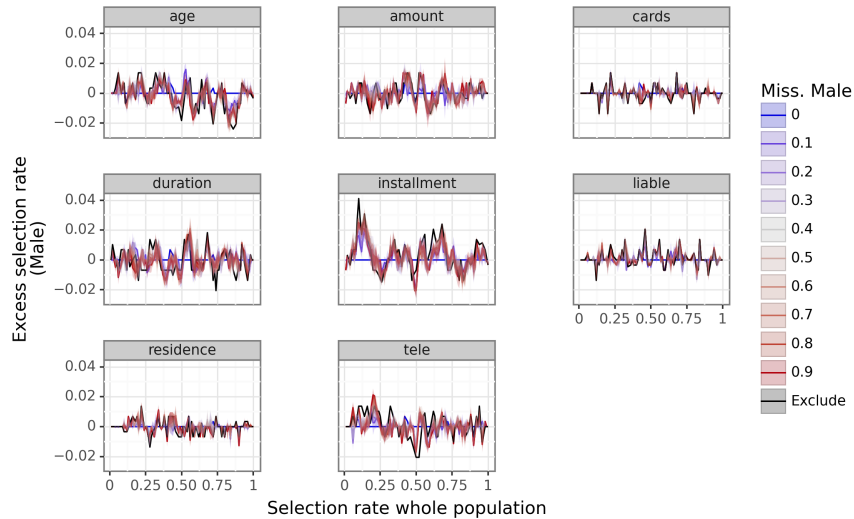 age
amount
cards
0.04
0.02
0
−0.02
duration
installment
liable
0.04
0.02
0
−0.02
0 0.25 0.50 0.75 1
residence
tele
0.04
0.02
0
−0.02
0 0.25 0.50 0.75 1
0 0.25 0.50 0.75 1
Selection rate whole population
Excess selection rate
(Male)
Miss. Male
0
0.1
0.2
0.3
0.4
0.5
0.6
0.7
0.8
0.9
Exclude